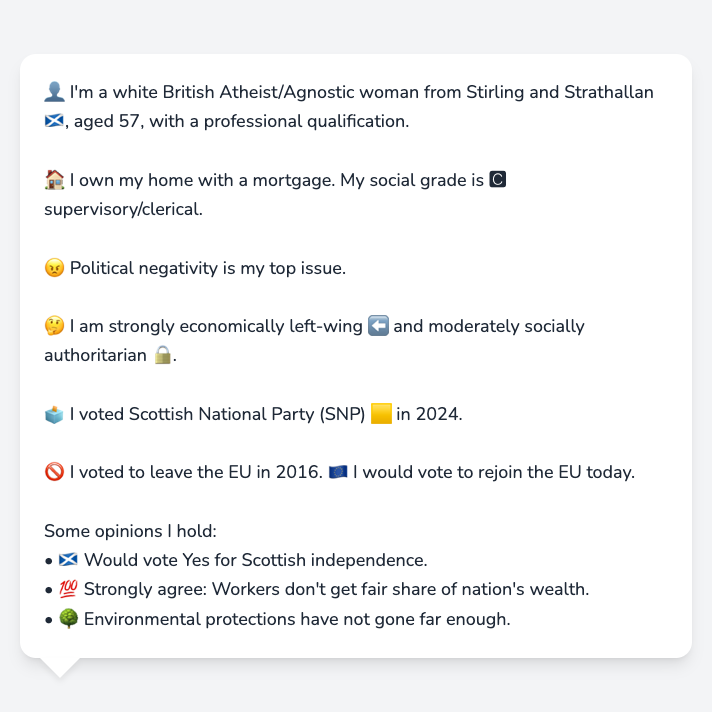 👤 I'm a white British Atheist/Agnostic woman from Stirling and Strathallan
🏴󠁧󠁢󠁳󠁣󠁴󠁿, aged 57, with a professional qualification.
🏠 I own my home with a mortgage. My social grade is 🅲
supervisory/clerical.
😠 Political negativity is my top issue.
🤔 I am strongly economically left-wing ⬅️ and moderately socially
authoritarian 🔒.
🗳️ I voted Scottish National Party (SNP) 🟨 in 2024.
🚫 I voted to leave the EU in 2016. 🇪🇺 I would vote to rejoin the EU today.
Some opinions I hold:
• 🏴󠁧󠁢󠁳󠁣󠁴󠁿 Would vote Yes for Scottish independence.
• 💯 Strongly agree: Workers don't get fair share of nation's wealth.
• 🌳 Environmental protections have not gone far enough.